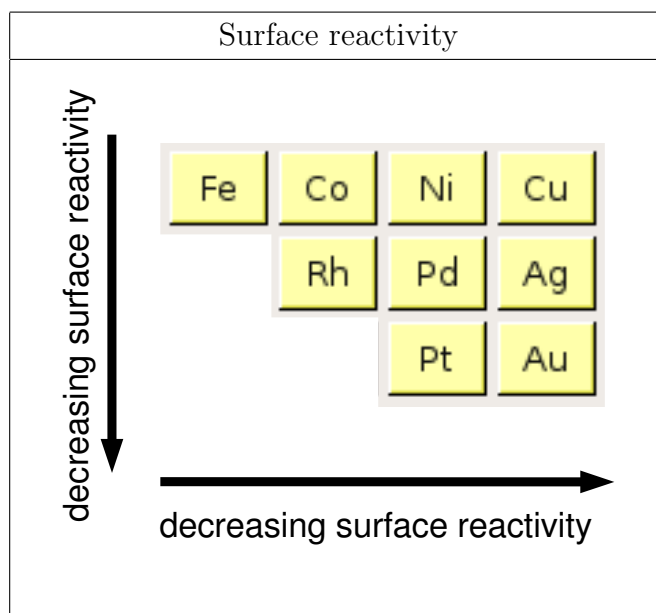 Surface reactivity
decreasing surface reactivity
Fe Co Ni Cu
Rh Pd Ag
Pt Au
decreasing surface reactivity